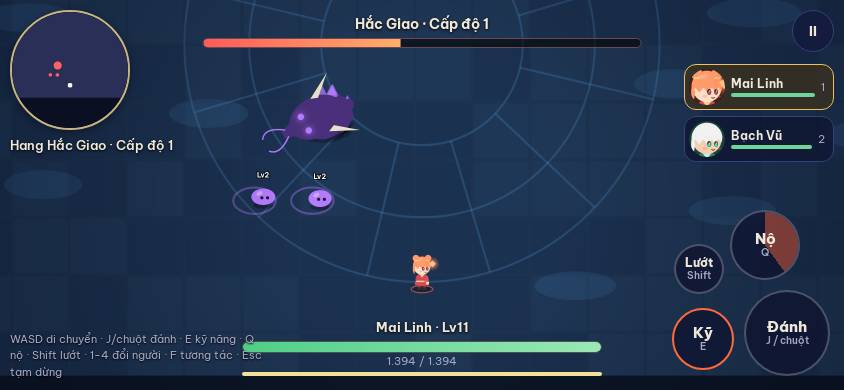 Hắc Giao · Cấp độ 1
Mai Linh 1
Bạch Vũ 2
Hang Hắc Giao · Cấp độ 1
Lv2
Lv2
Nộ
Q
Lướt
Shift
Kỹ
E
Đánh
J / chuột
Mai Linh · Lv11
1.394 / 1.394
WASD di chuyển · J/chuột đánh · E kỹ năng · Q
nộ · Shift lướt · 1-4 đổi người · F tương tác · Esc
tạm dừng